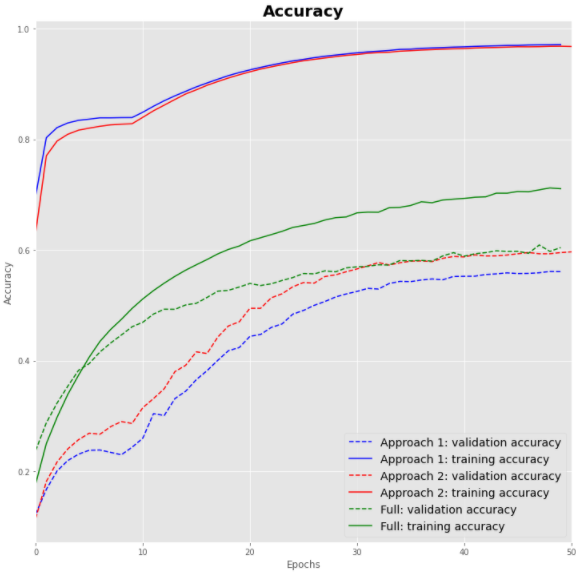 Accuracy
1.0
0.8
0.6
0.4
0.2
Accuracy
0
10
20
30
40
50
Epochs
Approach 1: validation accuracy
Approach 1: training accuracy
Approach 2: validation accuracy
Approach 2: training accuracy
Full: validation accuracy
Full: training accuracy